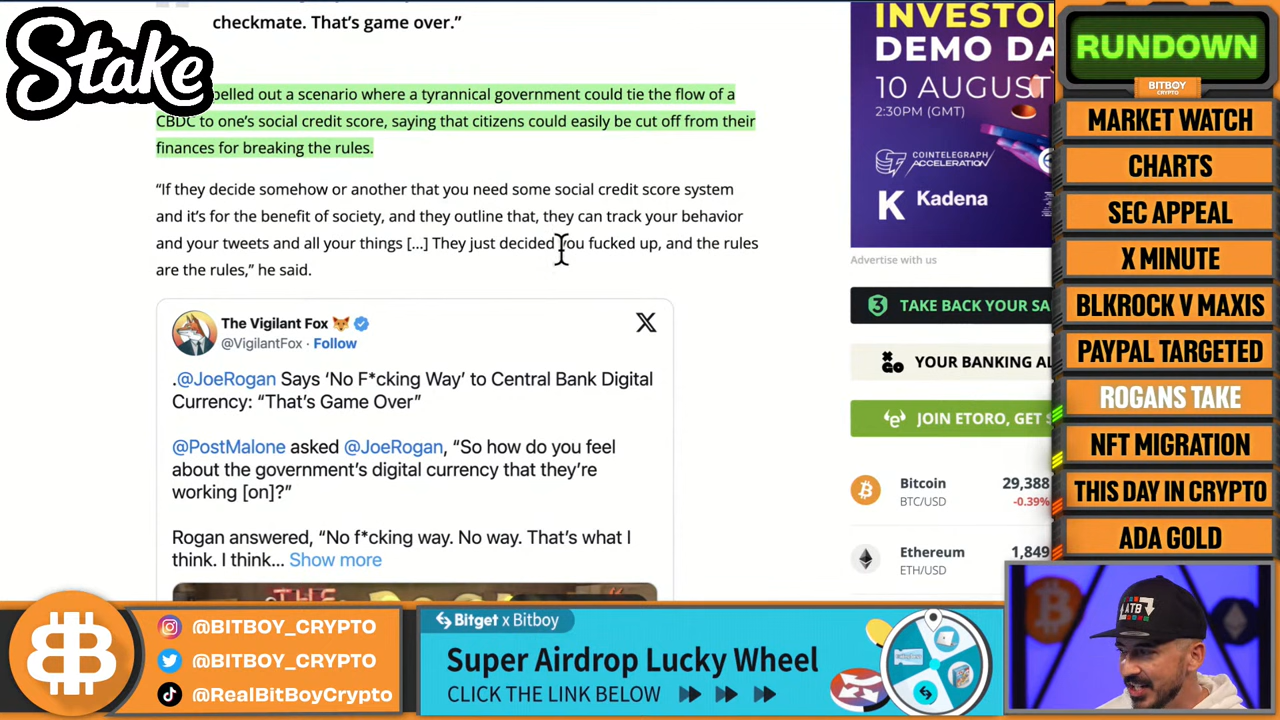 Stake
checkmate. That’s game over.”
pelled out a scenario where a tyrannical government could tie the flow of a
CBDC to one’s social credit score, saying that citizens could easily be cut off from their
finances for breaking the rules.
“If they decide somehow or another that you need some social credit score system
and it’s for the benefit of society, and they outline that, they can track your behavior
and your tweets and all your things [...] They just decided you fucked up, and the rules
are the rules,” he said.
The Vigilant Fox
@VigilantFox · Follow
.@JoeRogan Says ‘No F*cking Way’ to Central Bank Digital
Currency: “That’s Game Over”
@PostMalone asked @JoeRogan, “So how do you feel
about the government’s digital currency that they’re
working [on]?”
Rogan answered, “No f*cking way. No way. That’s what I
think. I think... Show more
THE
INVESTO
DEMO DA
10 AUGUST
2:30PM (GMT)
COINTELEGRAPH
ACCELERATION
Kadena
Advertise with us
TAKE BACK YOUR SA
YOUR BANKING AL
JOIN ETORO, GET
Bitcoin
29,388
BTC/USD
-0.39%
Ethereum
1,849
ETH/USD
RUNDOWN
BITBOY
CRYPTO
MARKET WATCH
CHARTS
SEC APPEAL
X MINUTE
BLKROCK V MAXIS
PAYPAL TARGETED
ROGANS TAKE
NFT MIGRATION
THIS DAY IN CRYPTO
ADA GOLD
ATB
@BITBOY_CRYPTO
@BITBOY_CRYPTO
@RealBitBoyCrypto
Bitget x Bitboy
Super Airdrop Lucky Wheel
CLICK THE LINK BELOW